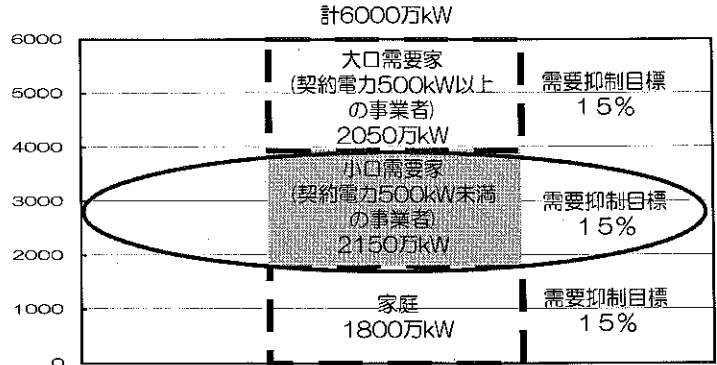 計6000万kW
6000
5000
4000
3000
2000
1000
0
大口需要家
(契約電力500kW以上
の事業者)
2050万kW
需要抑制目標
15%
小口需要家
(契約電力500kW未満
の事業者)
2150万kW
需要抑制目標
15%
家庭
1800万kW
需要抑制目標
15%